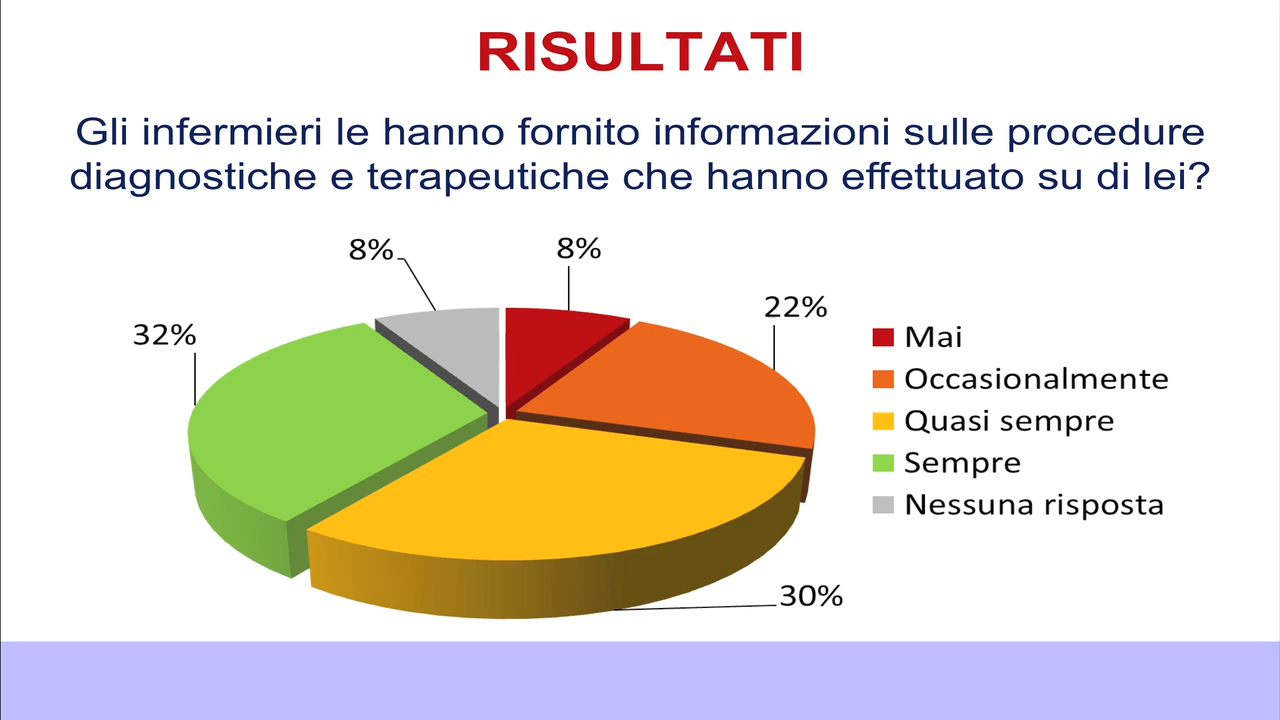 RISULTATI
Gli infermieri le hanno fornito informazioni sulle procedure
diagnostiche e terapeutiche che hanno effettuato su di lei?
8%
8%
22%
32%
30%
Mai
Occasionalmente
Quasi sempre
Sempre
Nessuna risposta